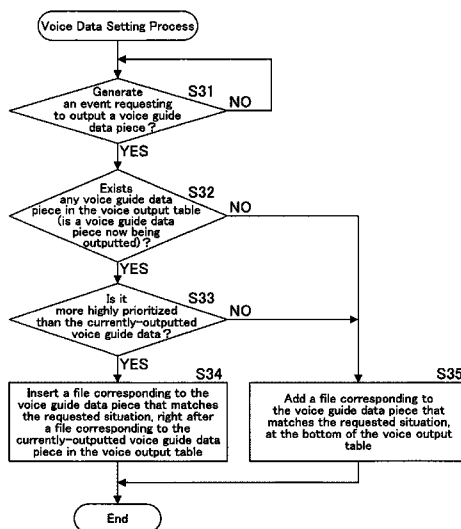 Voice Data Setting Process
S31
Generate
an event requesting
to output a voice guide
data piece?
NO
YES
S32
Exists
any voice guide data
piece in the voice output table
(is a voice guide data
piece now being
outputted)?
NO
YES
S33
Is it
more highly prioritized
than the currently-outputted
voice guide data?
NO
YES
S34
Insert a file corresponding to the
voice guide data piece that matches
the requested situation, right after
a file corresponding to the
currently-outputted voice guide data
piece in the voice output table
S35
Add a file corresponding to
the voice guide data piece that
matches the requested situation,
at the bottom of the voice output
table
End